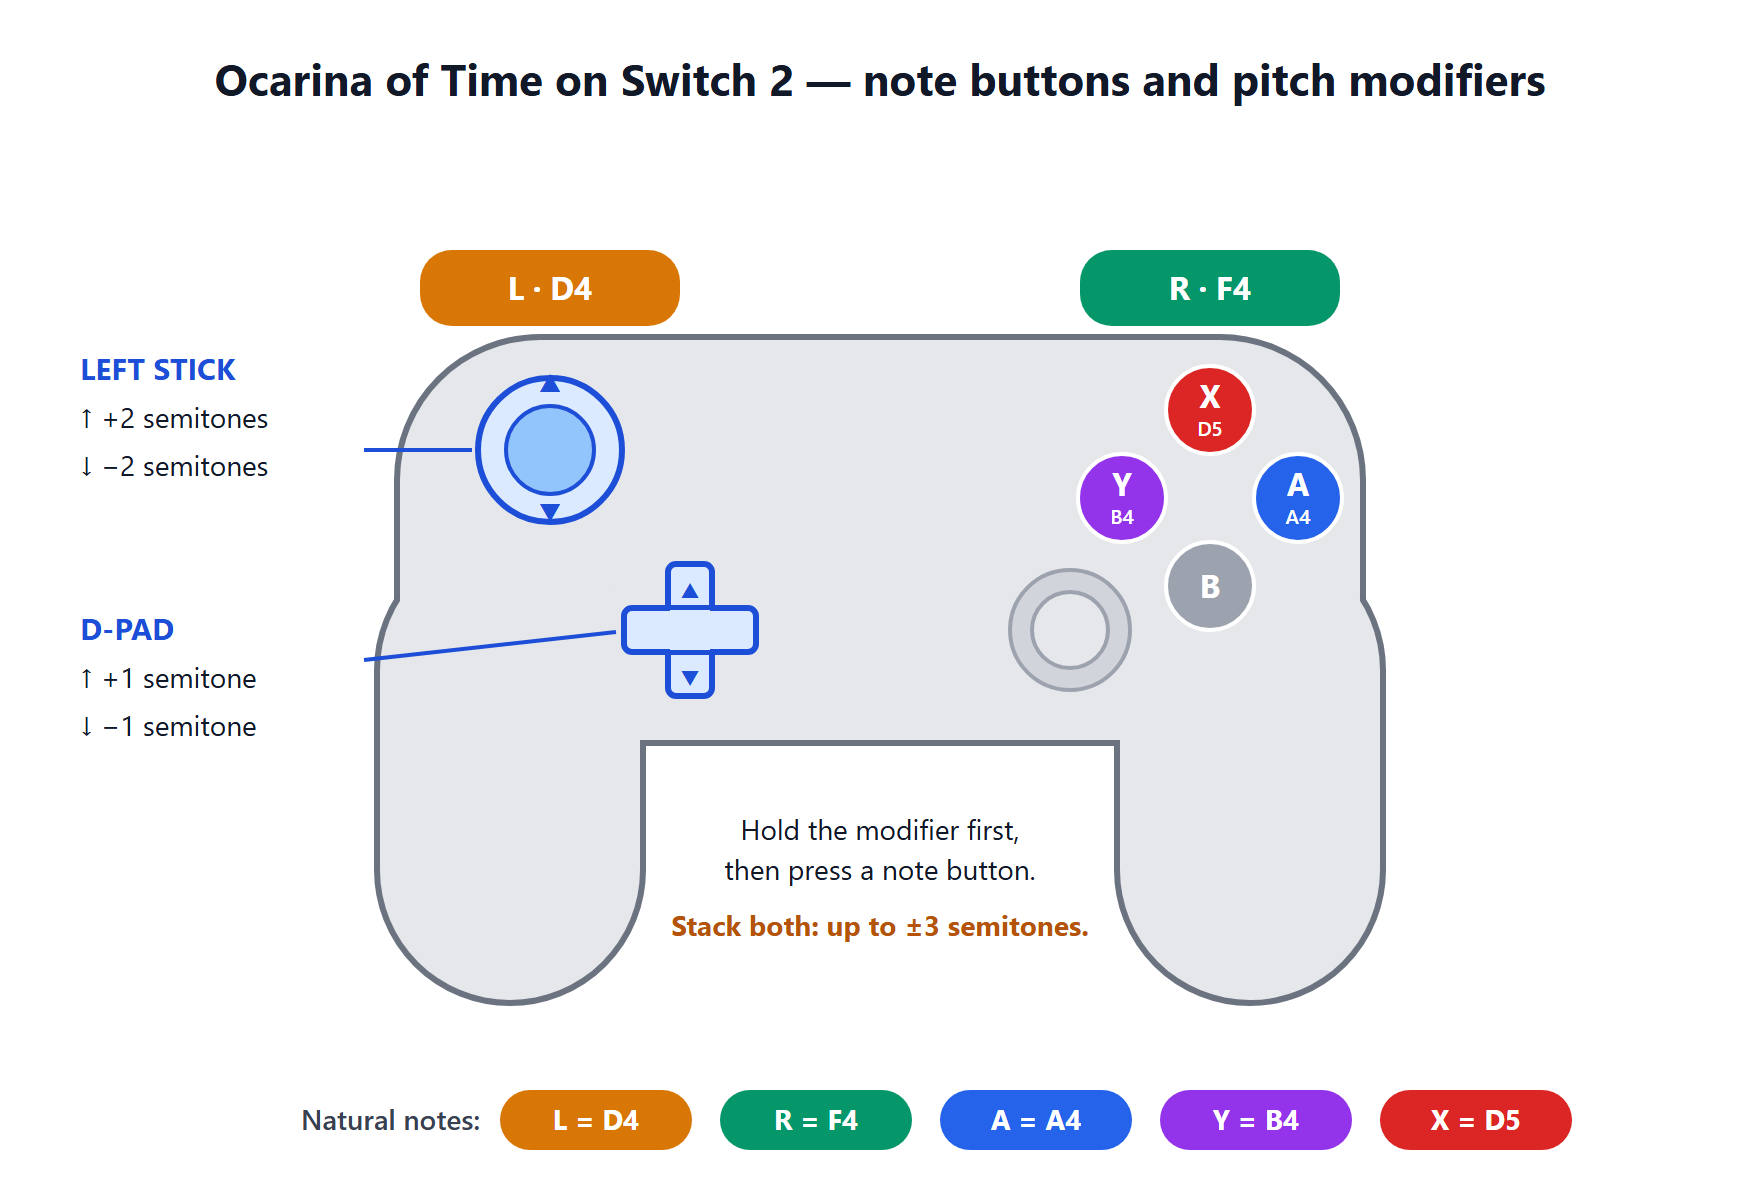 Ocarina of Time on Switch 2 — note buttons and pitch modifiers
L · D4
R · F4
LEFT STICK
↑ +2 semitones
↓ −2 semitones
X
D5
Y
B4
A
A4
B
D-PAD
↑ +1 semitone
↓ −1 semitone
Hold the modifier first,
then press a note button.
Stack both: up to ±3 semitones.
Natural notes:
L = D4
R = F4
A = A4
Y = B4
X = D5